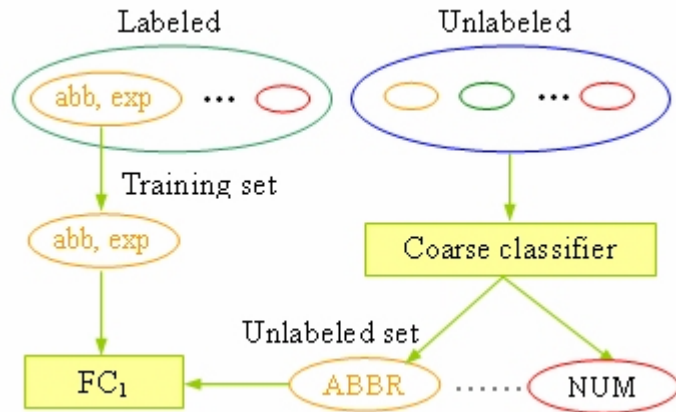 Labeled
Unlabeled
abb, exp
...
...
Training set
abb, exp
Coarse classifier
Unlabeled set
FC₁
ABBR
......
NUM